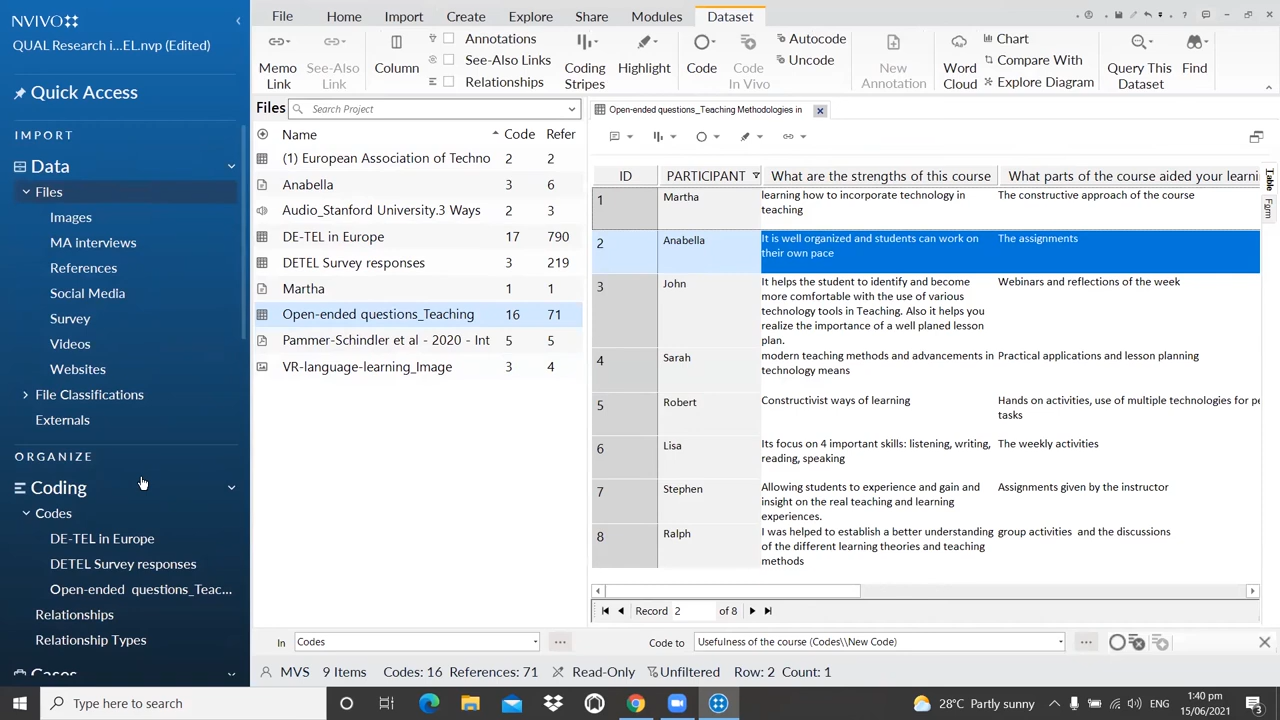 NVIVO
QUAL Research i...EL.nvp (Edited)
Quick Access
IMPORT
Data
Files
Images
MA interviews
References
Social Media
Survey
Videos
Websites
File Classifications
Externals
ORGANIZE
Coding
Codes
DE-TEL in Europe
DETEL Survey responses
Open-ended questions_Teac...
Relationships
Relationship Types
Cases
File Home Import Create Explore Share Modules Dataset
Memo Link
See-Also Link
Column
Annotations
See-Also Links
Relationships
Coding Stripes
Highlight
Code
Code In Vivo
Autocode
Uncode
New Annotation
Word Cloud
Chart
Compare With
Explore Diagram
Query This Dataset
Find
Files Search Project
Name Code Refer
(1) European Association of Techno 2 2
Anabella 3 6
Audio_Stanford University.3 Ways 2 3
DE-TEL in Europe 17 790
DETEL Survey responses 3 219
Martha 1 1
Open-ended questions_Teaching 16 71
Pammer-Schindler et al - 2020 - Int 5 5
VR-language-learning_Image 3 4
Open-ended questions_Teaching Methodologies in
ID PARTICIPANT What are the strengths of this course What parts of the course aided your learni
1 Martha learning how to incorporate technology in The constructive approach of the course
teaching
2 Anabella It is well organized and students can work on The assignments
their own pace
3 John It helps the student to identify and become Webinars and reflections of the week
more comfortable with the use of various
technology tools in Teaching. Also it helps you
realize the importance of a well planed lesson
plan.
4 Sarah modern teaching methods and advancements in Practical applications and lesson planning
technology means
5 Robert Constructivist ways of learning Hands on activities, use of multiple technologies for pe
tasks
6 Lisa Its focus on 4 important skills: listening, writing, The weekly activities
reading, speaking
7 Stephen Allowing students to experience and gain and Assignments given by the instructor
insight on the real teaching and learning
experiences.
8 Ralph I was helped to establish a better understanding group activities and the discussions
of the different learning theories and teaching
methods
Table
Form
Record 2 of 8
In Codes Code to Usefulness of the course (Codes\\New Code)
MVS 9 Items Codes: 16 References: 71 Read-Only Unfiltered Row: 2 Count: 1
Type here to search
28°C Partly sunny
ENG
1:40 pm
15/06/2021
3